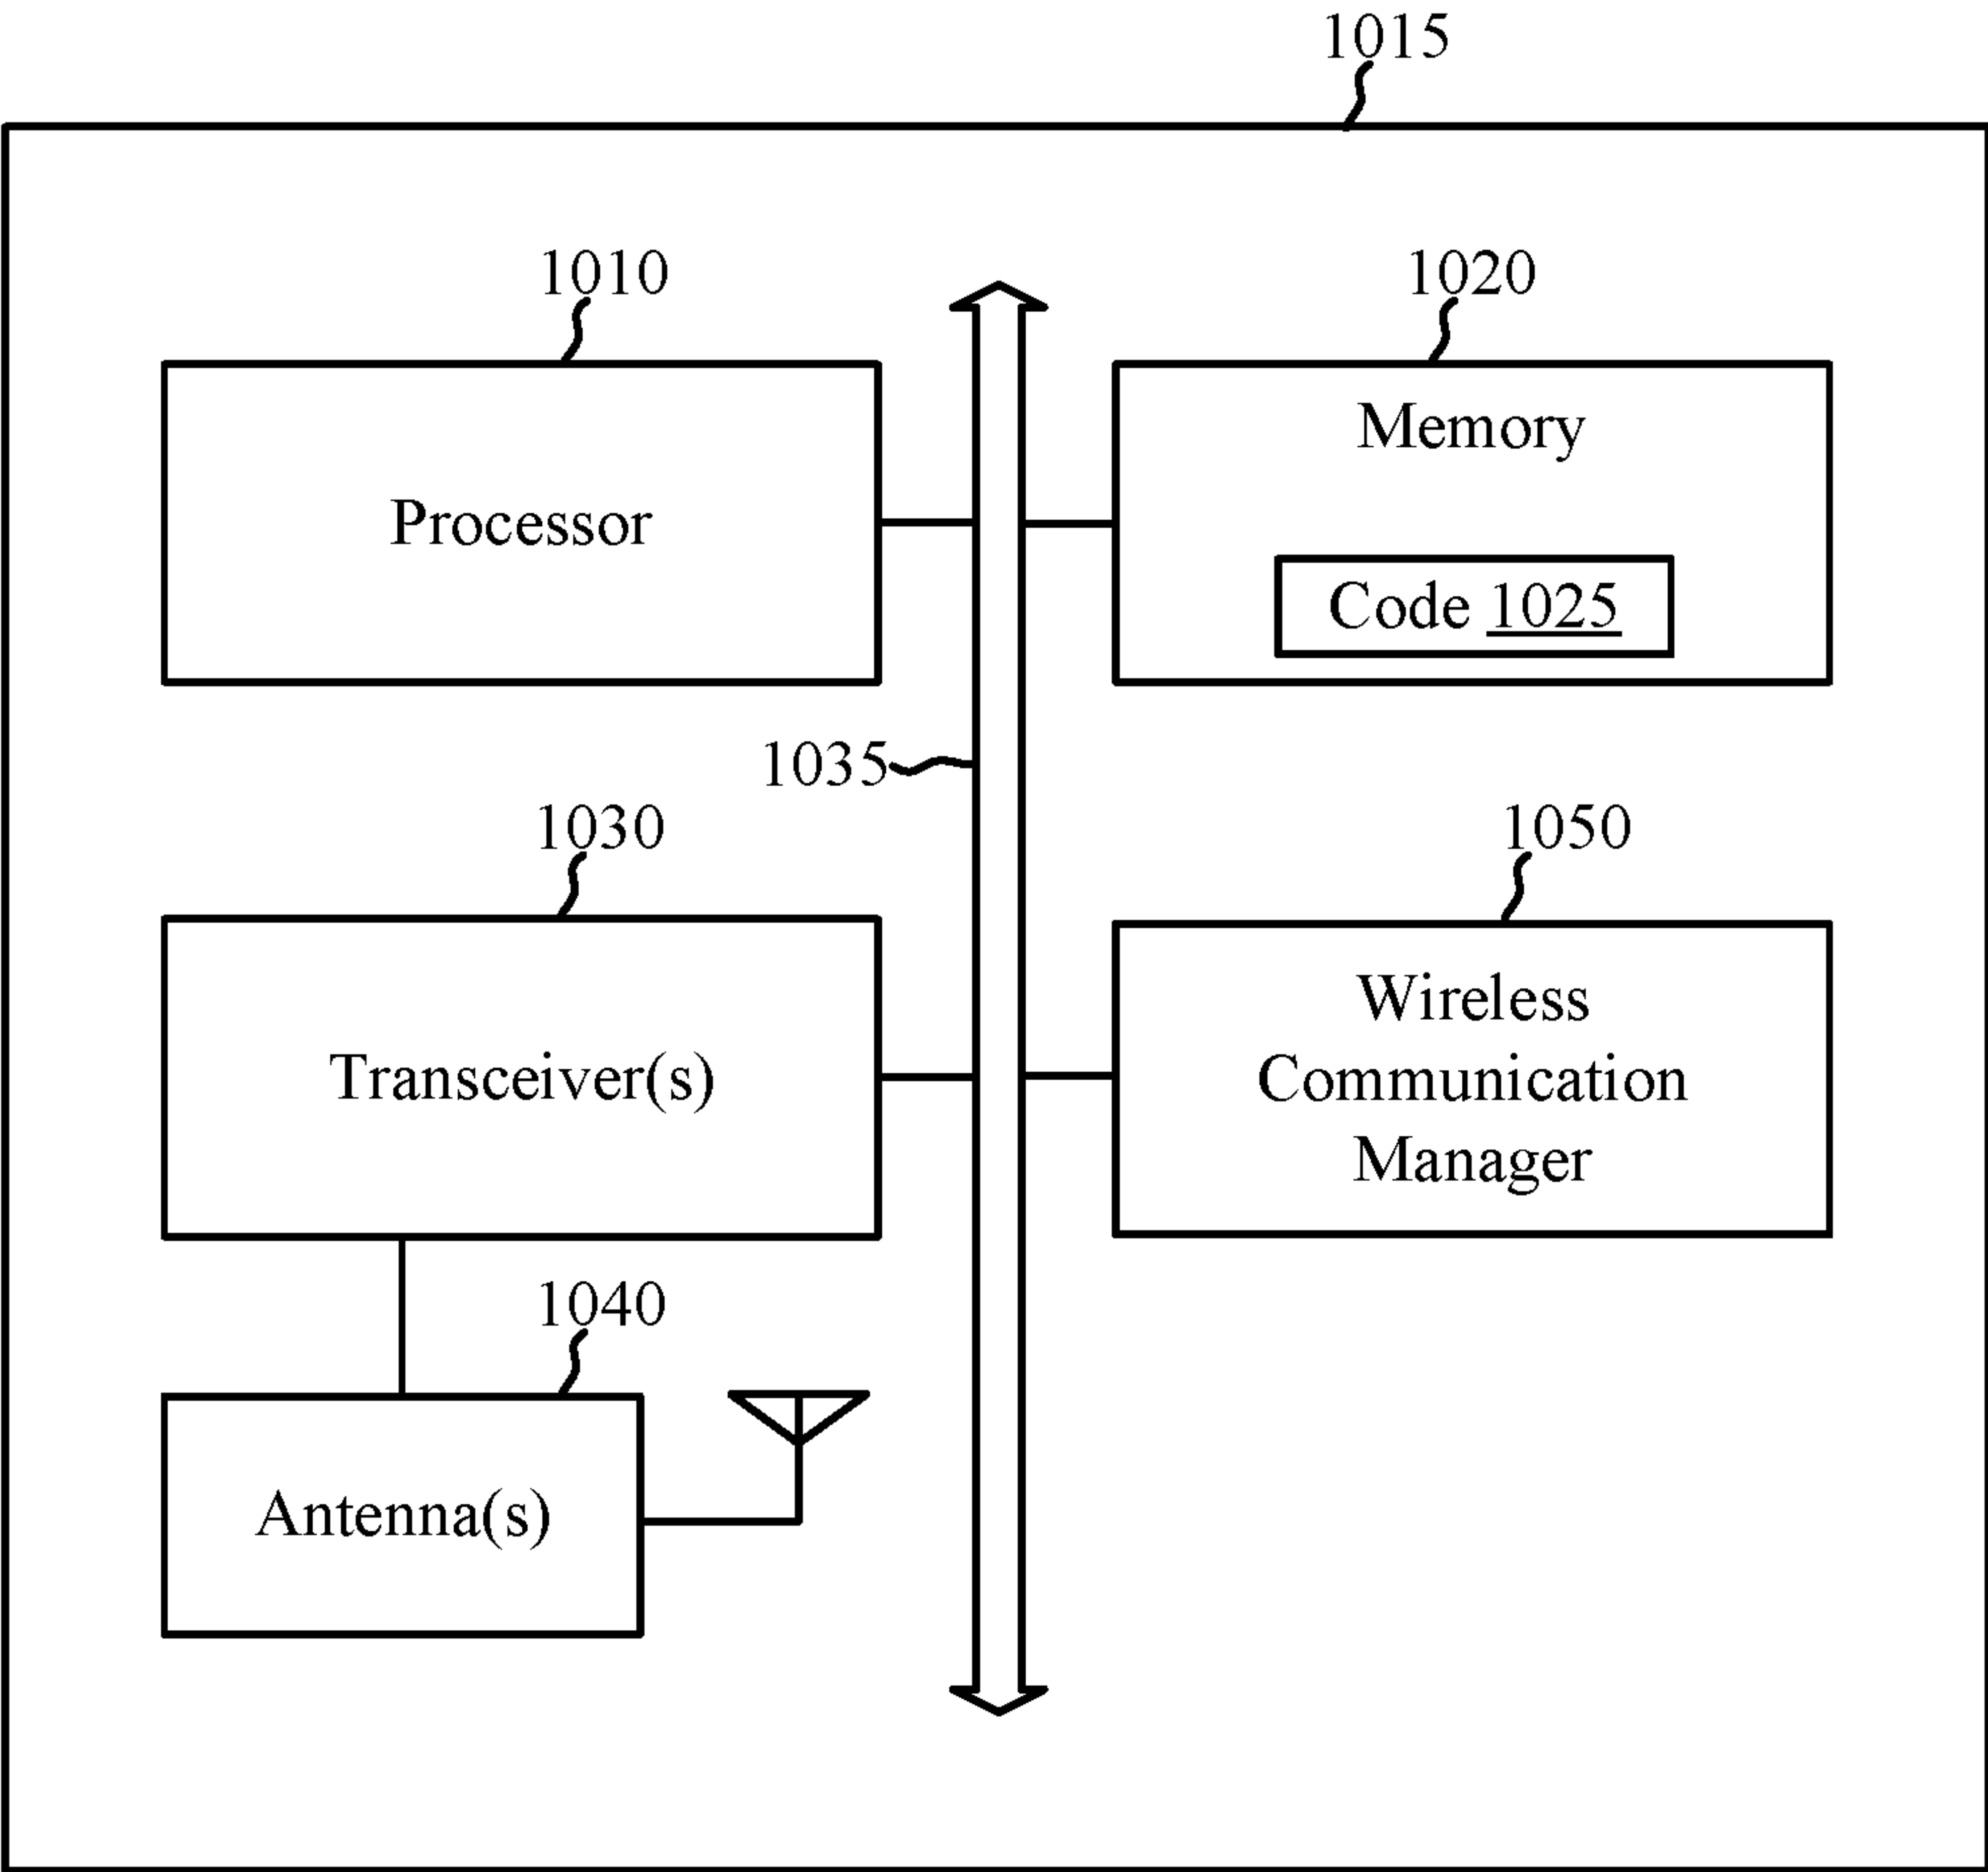 1015
1010
1020
Processor
Memory
Code 1025
1035
1030
1050
Transceiver(s)
Wireless
Communication
Manager
1040
Antenna(s)